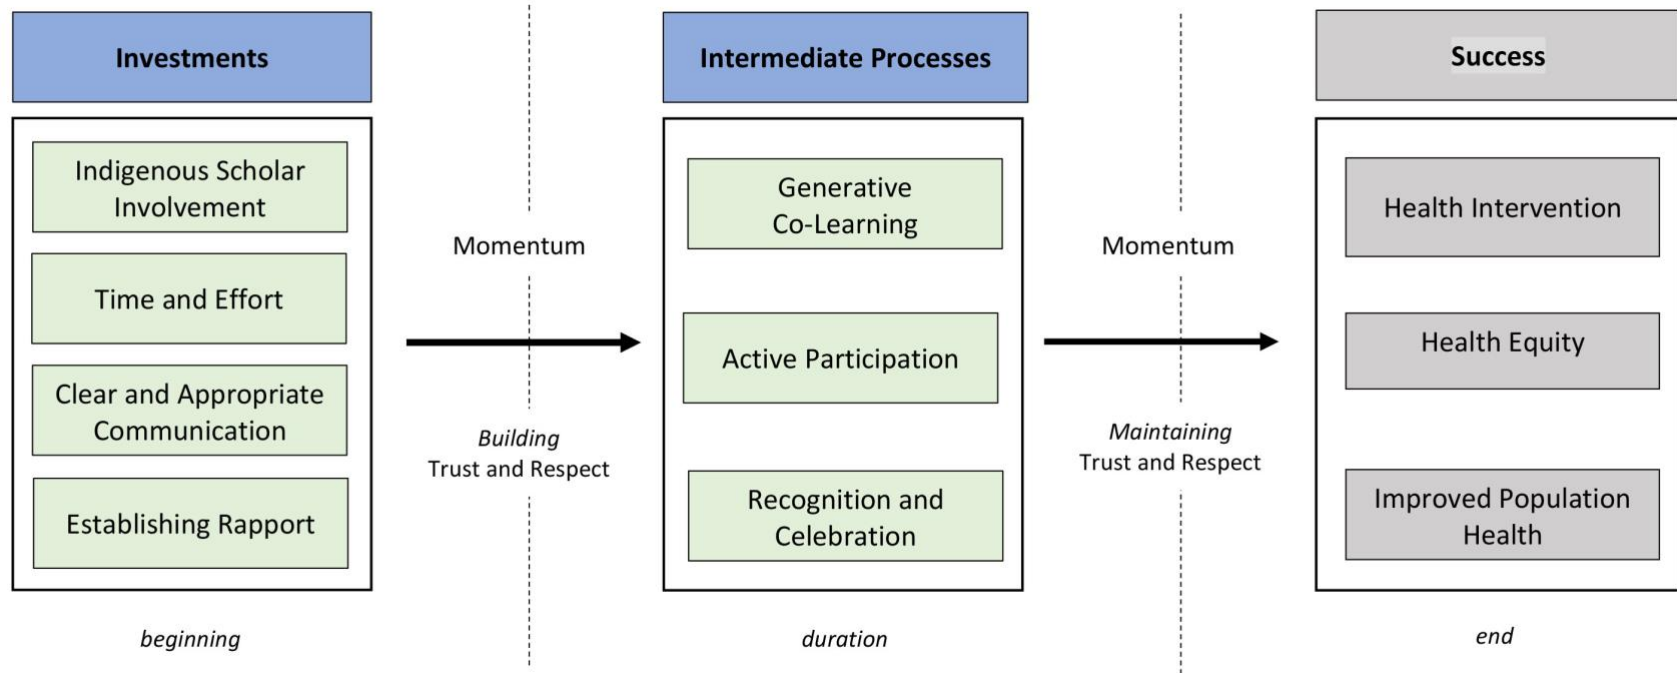 Investments
Indigenous Scholar
Involvement
Time and Effort
Clear and Appropriate
Communication
Establishing Rapport
beginning
Momentum
Building
Trust and Respect
Intermediate Processes
Generative
Co-Learning
Active Participation
Recognition and
Celebration
duration
Momentum
Maintaining
Trust and Respect
Success
Health Intervention
Health Equity
Improved Population
Health
end